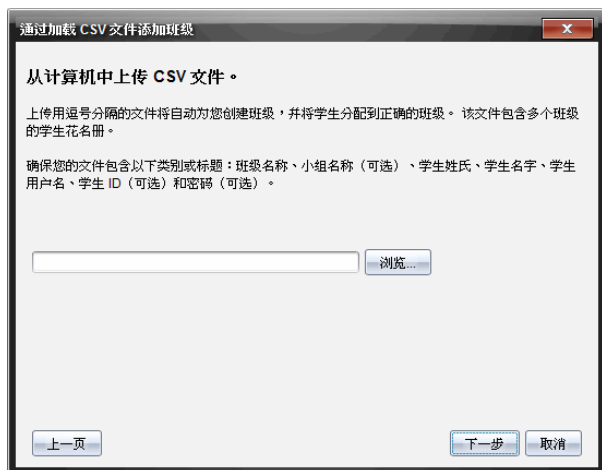 通过加载 CSV 文件添加班级
从计算机中上传 CSV 文件。
上传用逗号分隔的文件将自动为您创建班级，并将学生分配到正确的班级。 该文件包含多个班级
的学生花名册。
确保您的文件包含以下类别或标题：班级名称、小组名称（可选）、学生姓氏、学生名字、学生
用户名、学生 ID（可选）和密码（可选）。
浏览...
上一页
下一步
取消